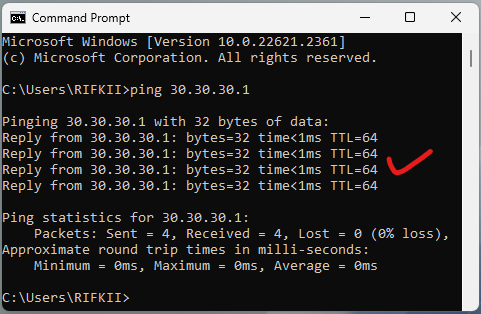 Command Prompt
Microsoft Windows [Version 10.0.22621.2361]
(c) Microsoft Corporation. All rights reserved.
C:\Users\RIFKII>ping 30.30.30.1
Pinging 30.30.30.1 with 32 bytes of data:
Reply from 30.30.30.1: bytes=32 time<1ms TTL=64
Reply from 30.30.30.1: bytes=32 time<1ms TTL=64
Reply from 30.30.30.1: bytes=32 time<1ms TTL=64
Reply from 30.30.30.1: bytes=32 time<1ms TTL=64
Ping statistics for 30.30.30.1:
    Packets: Sent = 4, Received = 4, Lost = 0 (0% loss),
Approximate round trip times in milli-seconds:
    Minimum = 0ms, Maximum = 0ms, Average = 0ms
C:\Users\RIFKII>